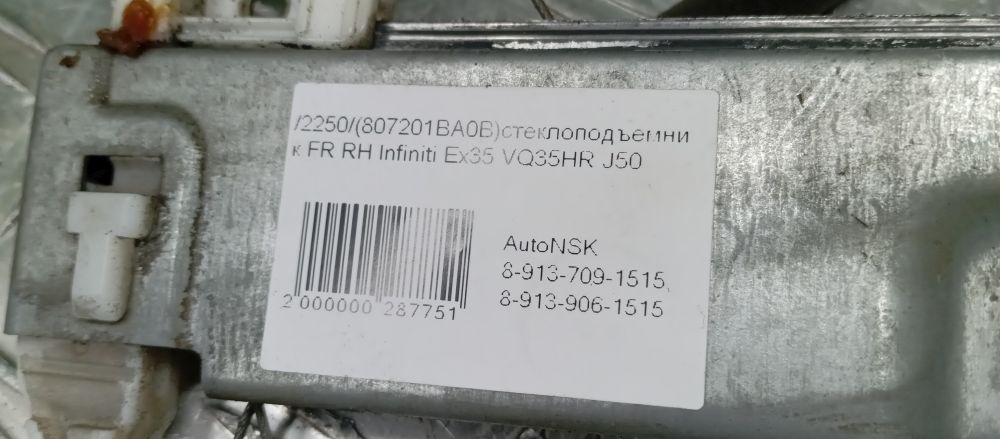 /2250/(807201BA0B)стеклоподъемни
к FR RH Infiniti Ex35 VQ35HR J50
AutoNSK
8-913-709-1515,
8-913-906-1515
2 000000 287751